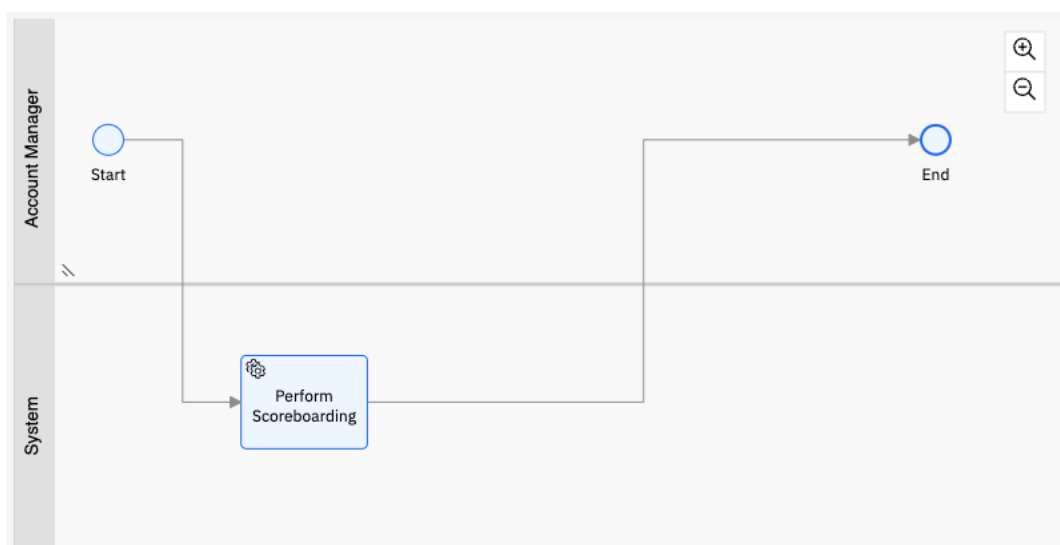 Account Manager
Start
End
System
Perform
Scoreboarding